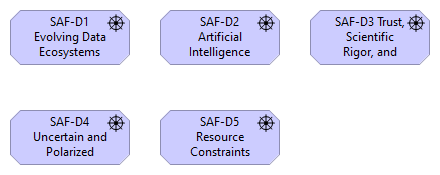 SAF-D1
Evolving Data
Ecosystems
SAF-D2
Artificial
Intelligence
SAF-D3 Trust,
Scientific
Rigor, and
SAF-D4
Uncertain and
Polarized
SAF-D5
Resource
Constraints